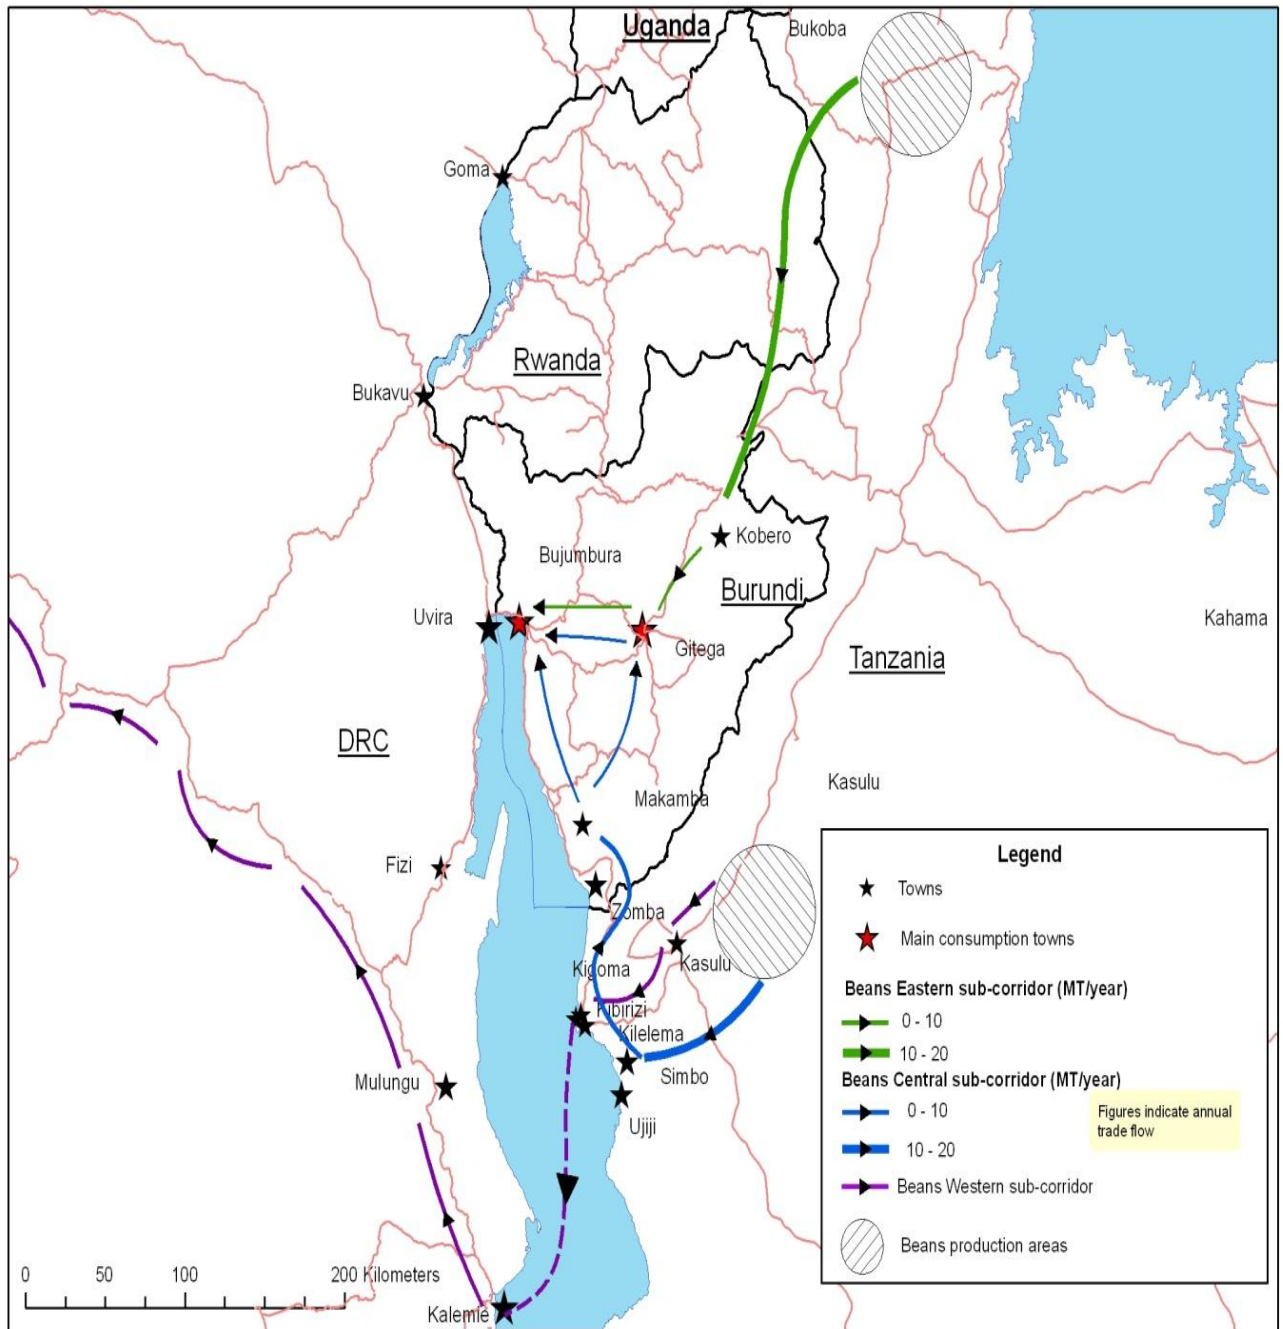 Uganda
Bukoba
Goma
Rwanda
Bukavu
Kobero
Bujumbura
Burundi
Uvira
Gitega
Kahama
Tanzania
DRC
Kasulu
Makamba
Fizi
Zomba
Kasulu
Kigoma
Kibirizi
Kilelema
Simbo
Mulungu
Ujiji
Kalemie
0 50 100 200 Kilometers
Legend
Towns
Main consumption towns
Beans Eastern sub-corridor (MT/year)
0 - 10
10 - 20
Beans Central sub-corridor (MT/year)
0 - 10
10 - 20
Figures indicate annual
trade flow
Beans Western sub-corridor
Beans production areas